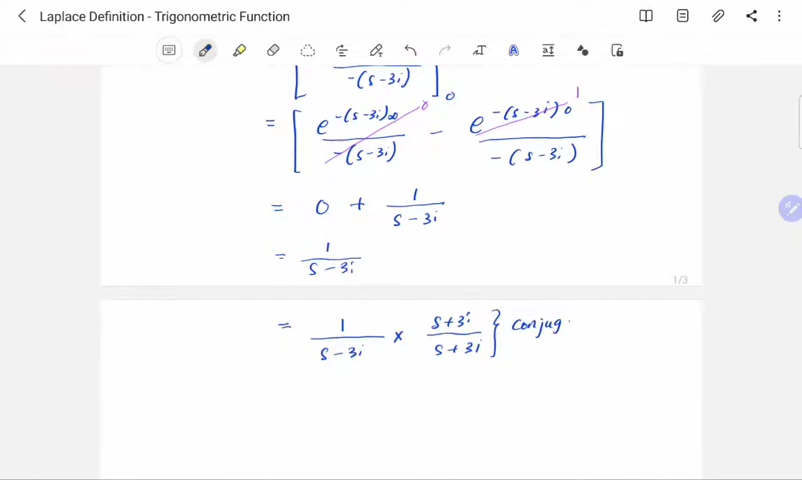 Laplace Definition - Trigonometric Function
-(s-3i) ] 0
= [ e^{-(s-3i)∞} / -(s-3i) 0 - e^{-(s-3i)0} 1 / -(s-3i) ]
= 0 + 1 / s-3i
= 1 / s-3i
1/3
= 1 / s-3i × s+3i / s+3i } conjug